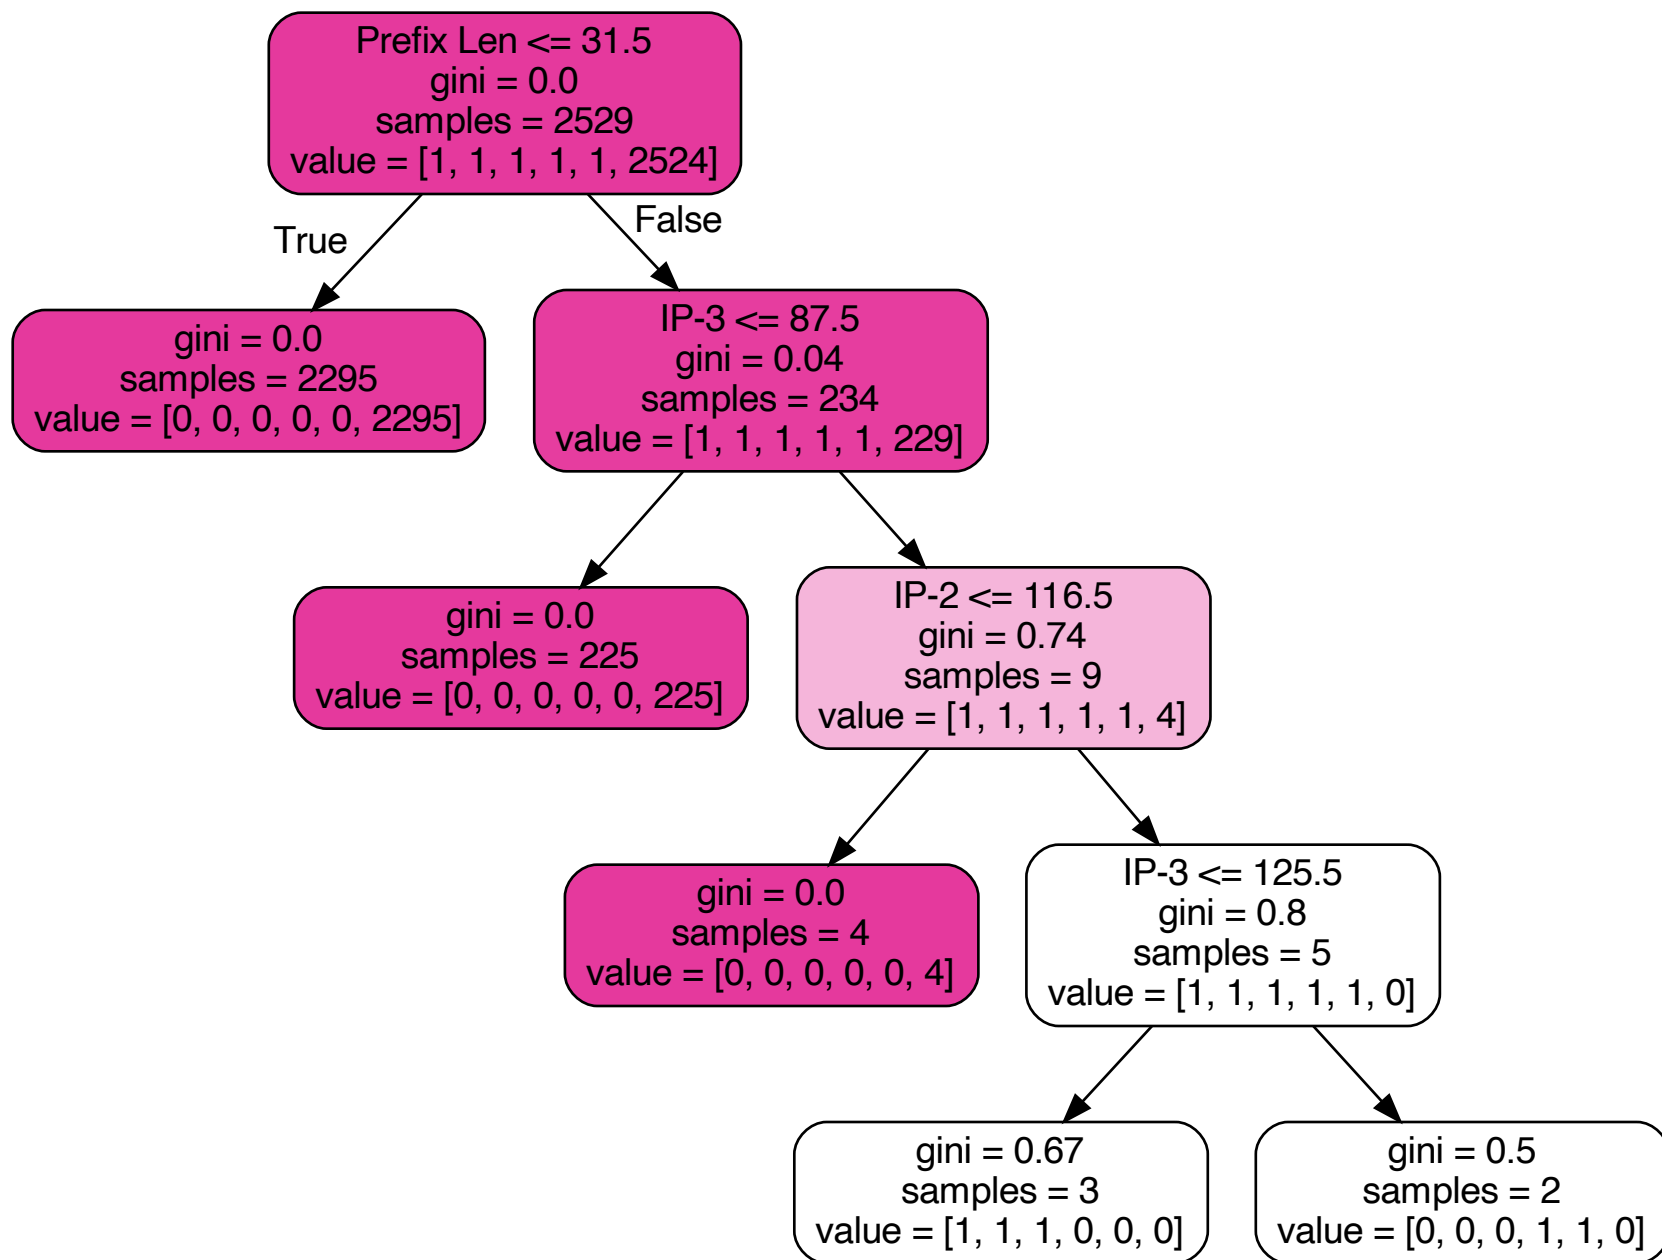 Prefix Len <= 31.5
gini = 0.0
samples = 2529
value = [1, 1, 1, 1, 1, 2524]
True
False
gini = 0.0
samples = 2295
value = [0, 0, 0, 0, 0, 2295]
IP-3 <= 87.5
gini = 0.04
samples = 234
value = [1, 1, 1, 1, 1, 229]
gini = 0.0
samples = 225
value = [0, 0, 0, 0, 0, 225]
IP-2 <= 116.5
gini = 0.74
samples = 9
value = [1, 1, 1, 1, 1, 4]
gini = 0.0
samples = 4
value = [0, 0, 0, 0, 0, 4]
IP-3 <= 125.5
gini = 0.8
samples = 5
value = [1, 1, 1, 1, 1, 0]
gini = 0.67
samples = 3
value = [1, 1, 1, 0, 0, 0]
gini = 0.5
samples = 2
value = [0, 0, 0, 1, 1, 0]